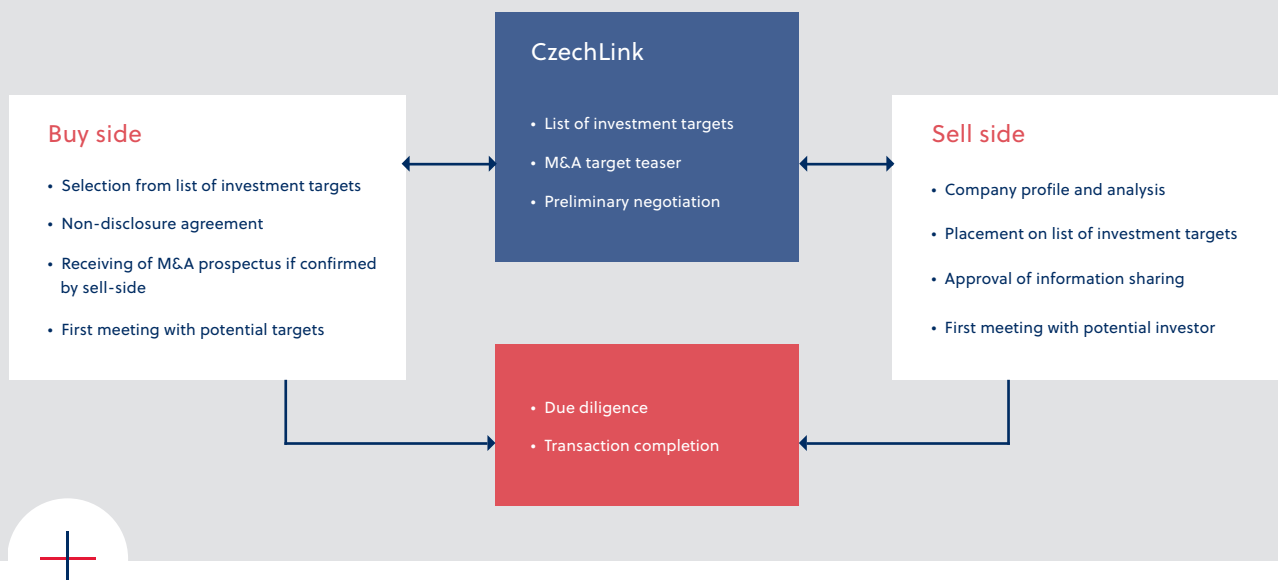 CzechLink
• List of investment targets
• M&A target teaser
• Preliminary negotiation
Buy side
• Selection from list of investment targets
• Non-disclosure agreement
• Receiving of M&A prospectus if confirmed
by sell-side
• First meeting with potential targets
Sell side
• Company profile and analysis
• Placement on list of investment targets
• Approval of information sharing
• First meeting with potential investor
• Due diligence
• Transaction completion